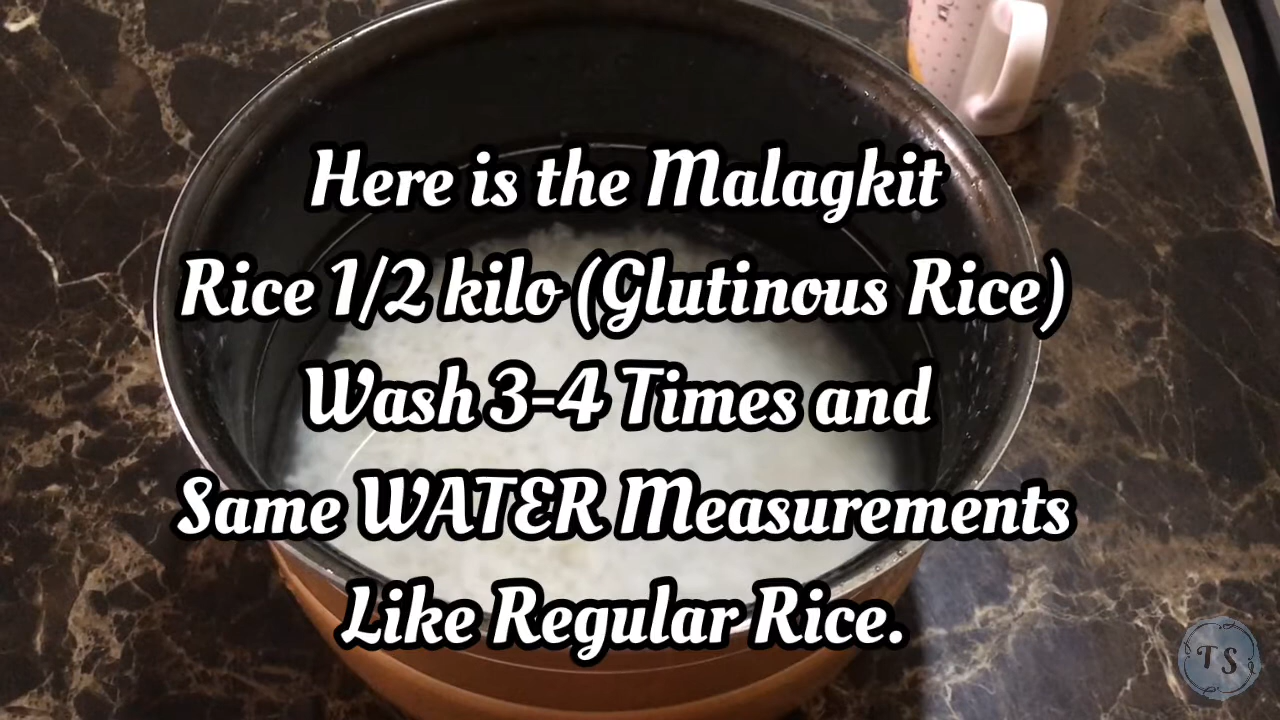 Here is the Malagkit
Rice 1/2 kilo (Glutinous Rice)
Wash 3-4 Times and
Same WATER Measurements
Like Regular Rice.
T S